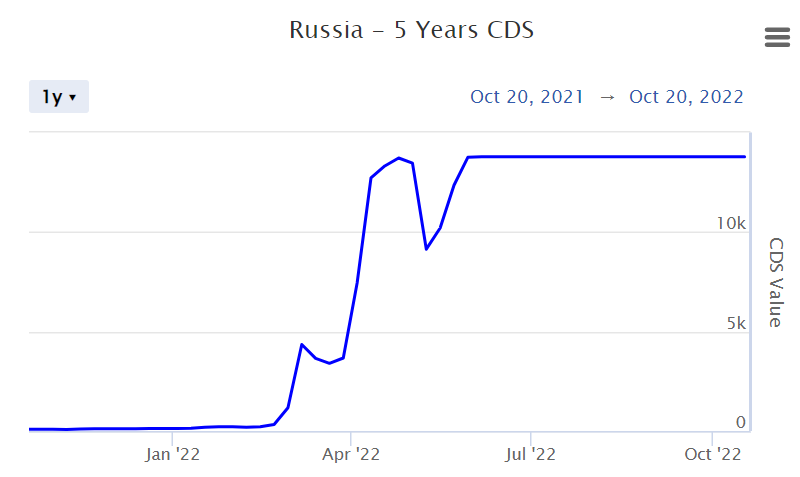 Russia – 5 Years CDS
1y ▾
Oct 20, 2021 → Oct 20, 2022
10k
5k
0
CDS Value
Jan '22 Apr '22 Jul '22 Oct '22